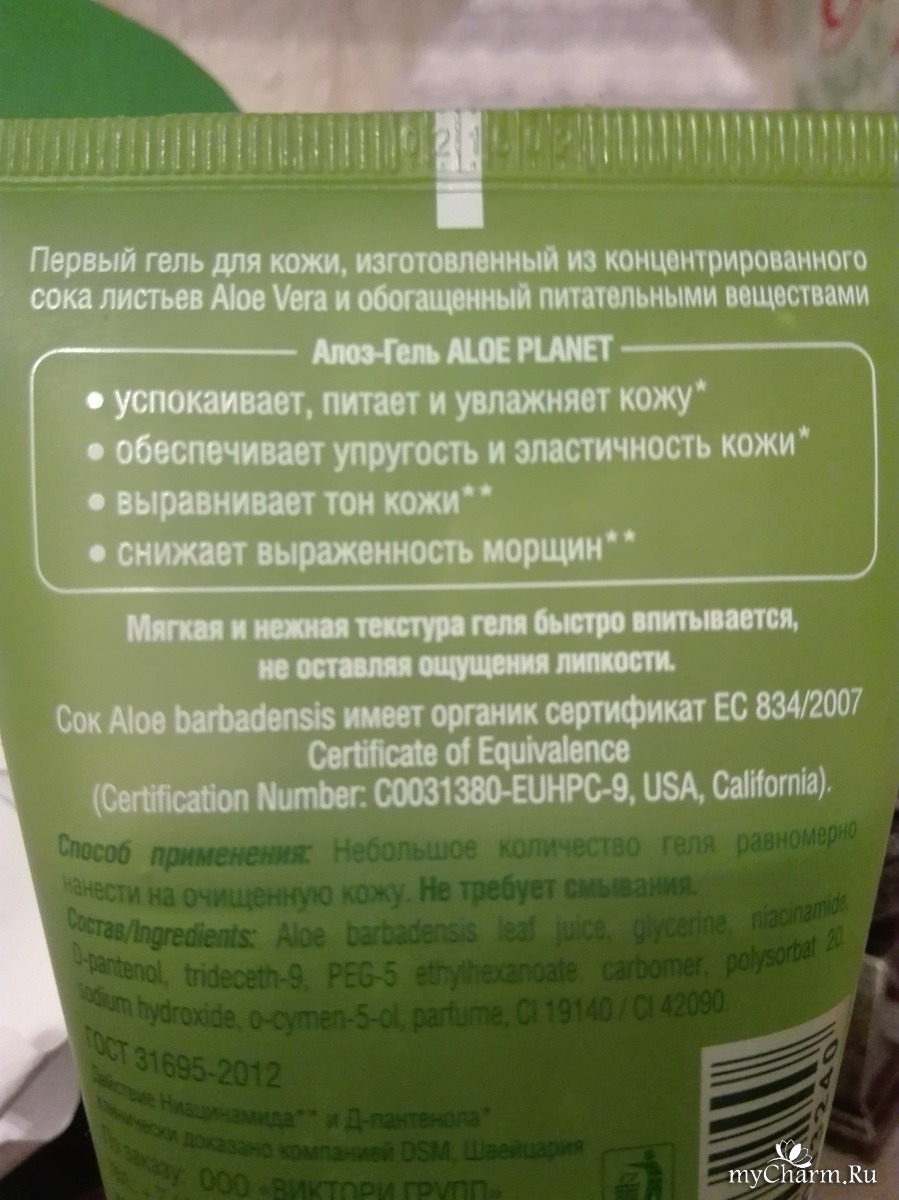 Первый гель для кожи, изготовленный из концентрированного
сока листьев Aloe Vera и обогащенный питательными веществами
Алоэ-Гель ALOE PLANET
• успокаивает, питает и увлажняет кожу*
• обеспечивает упругость и эластичность кожи*
• выравнивает тон кожи**
• снижает выраженность морщин**
Мягкая и нежная текстура геля быстро впитывается,
не оставляя ощущения липкости.
Сок Aloe barbadensis имеет органик сертификат EC 834/2007
Certificate of Equivalence
(Certification Number: C0031380-EUHPC-9, USA, California).
Способ применения: Небольшое количество геля равномерно
нанести на очищенную кожу. Не требует смывания.
Состав/Ingredients: Aloe barbadensis leaf juice, glycerine, niacinamide,
D-pantenol, trideceth-9, PEG-5 ethylhexanoate, carbomer, polysorbat 20,
sodium hydroxide, o-cymen-5-ol, parfume, CI 19140 / CI 42090.
ГОСТ 31695-2012
Действие Ниацинамида** и Д-пантенола*
клинически доказано компанией DSM, Швейцария
По заказу: ООО «ВИКТОРИ ГРУПП»
myCharm.Ru